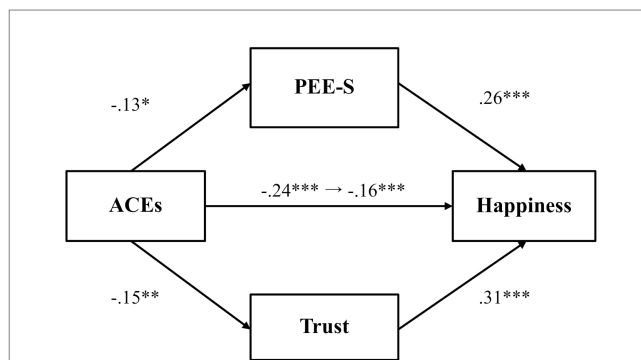 PEE-S
-.13*
.26***
-.24*** → -.16***
ACEs
Happiness
-.15**
.31***
Trust